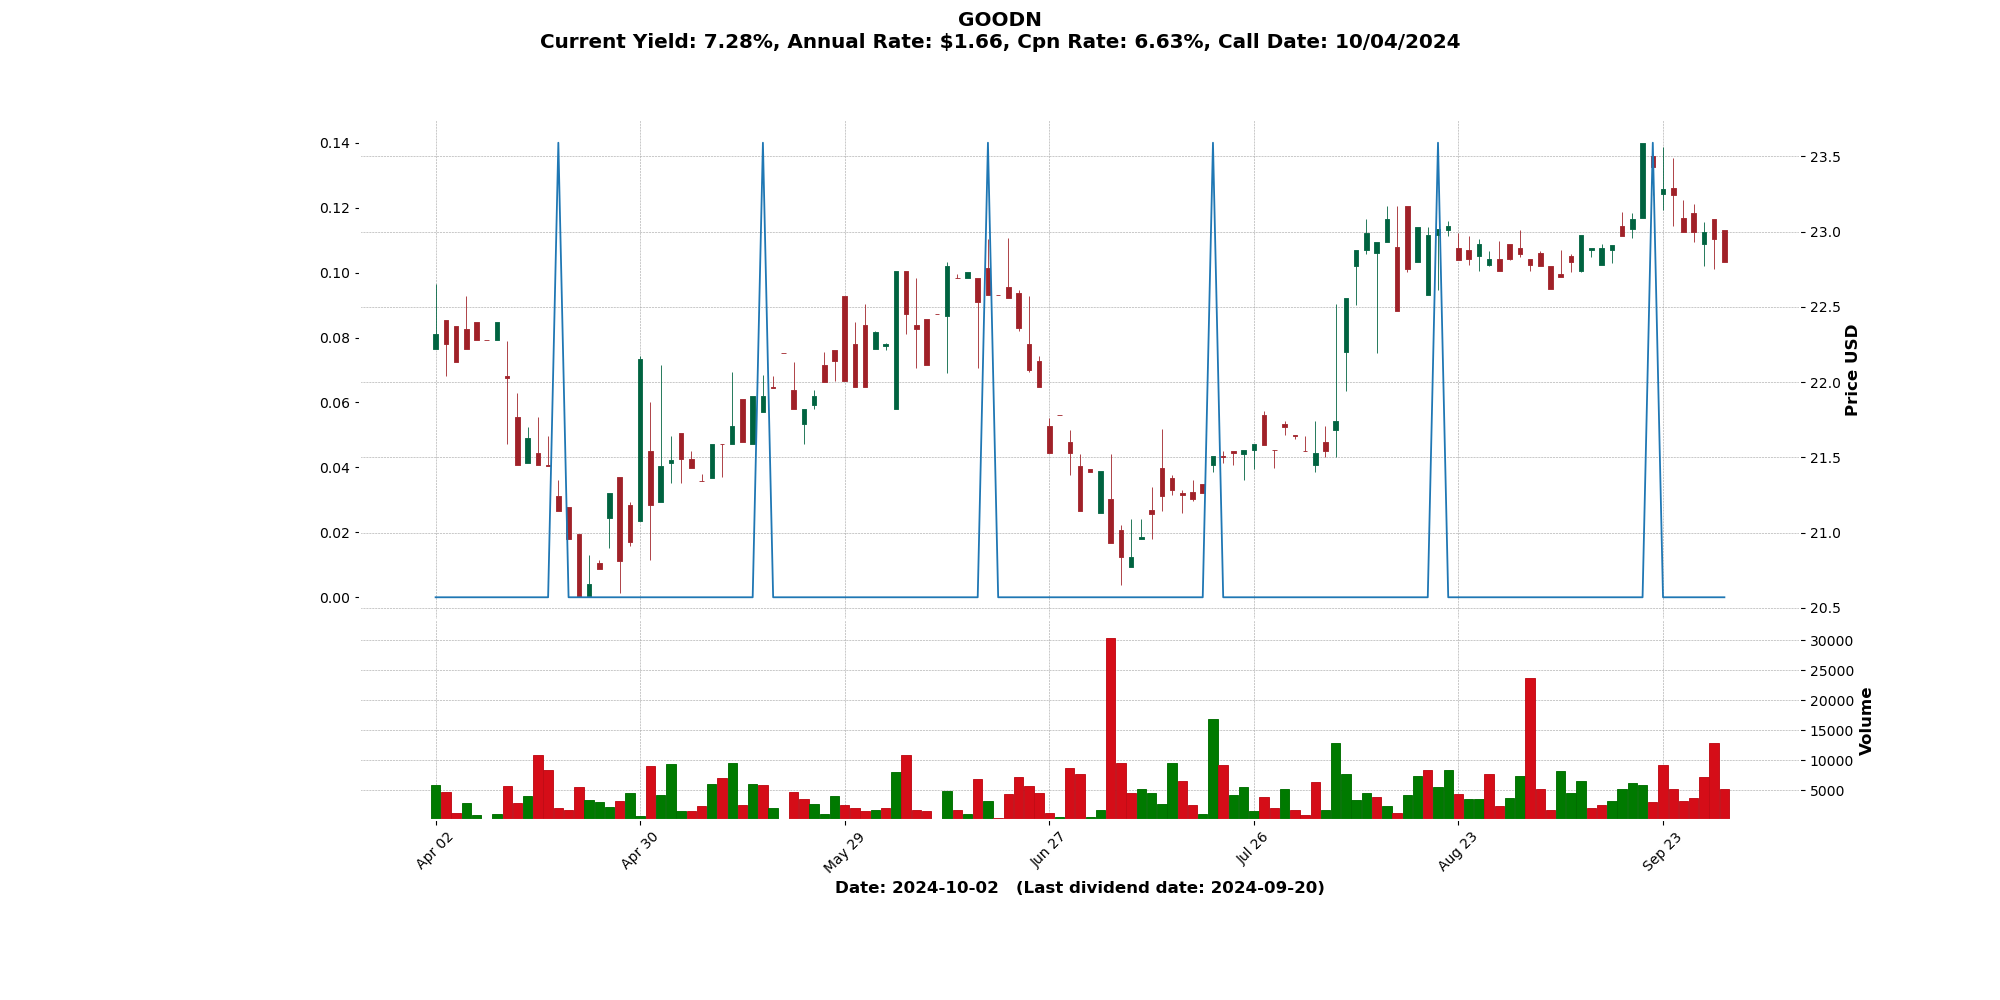 GOODN
Current Yield: 7.28%, Annual Rate: $1.66, Cpn Rate: 6.63%, Call Date: 10/04/2024
0.14
0.12
0.10
0.08
0.06
0.04
0.02
0.00
23.5
23.0
22.5
22.0
21.5
21.0
20.5
Price USD
30000
25000
20000
15000
10000
5000
Volume
Apr 02
Apr 30
May 29
Jun 27
Jul 26
Aug 23
Sep 23
Date: 2024-10-02 (Last dividend date: 2024-09-20)